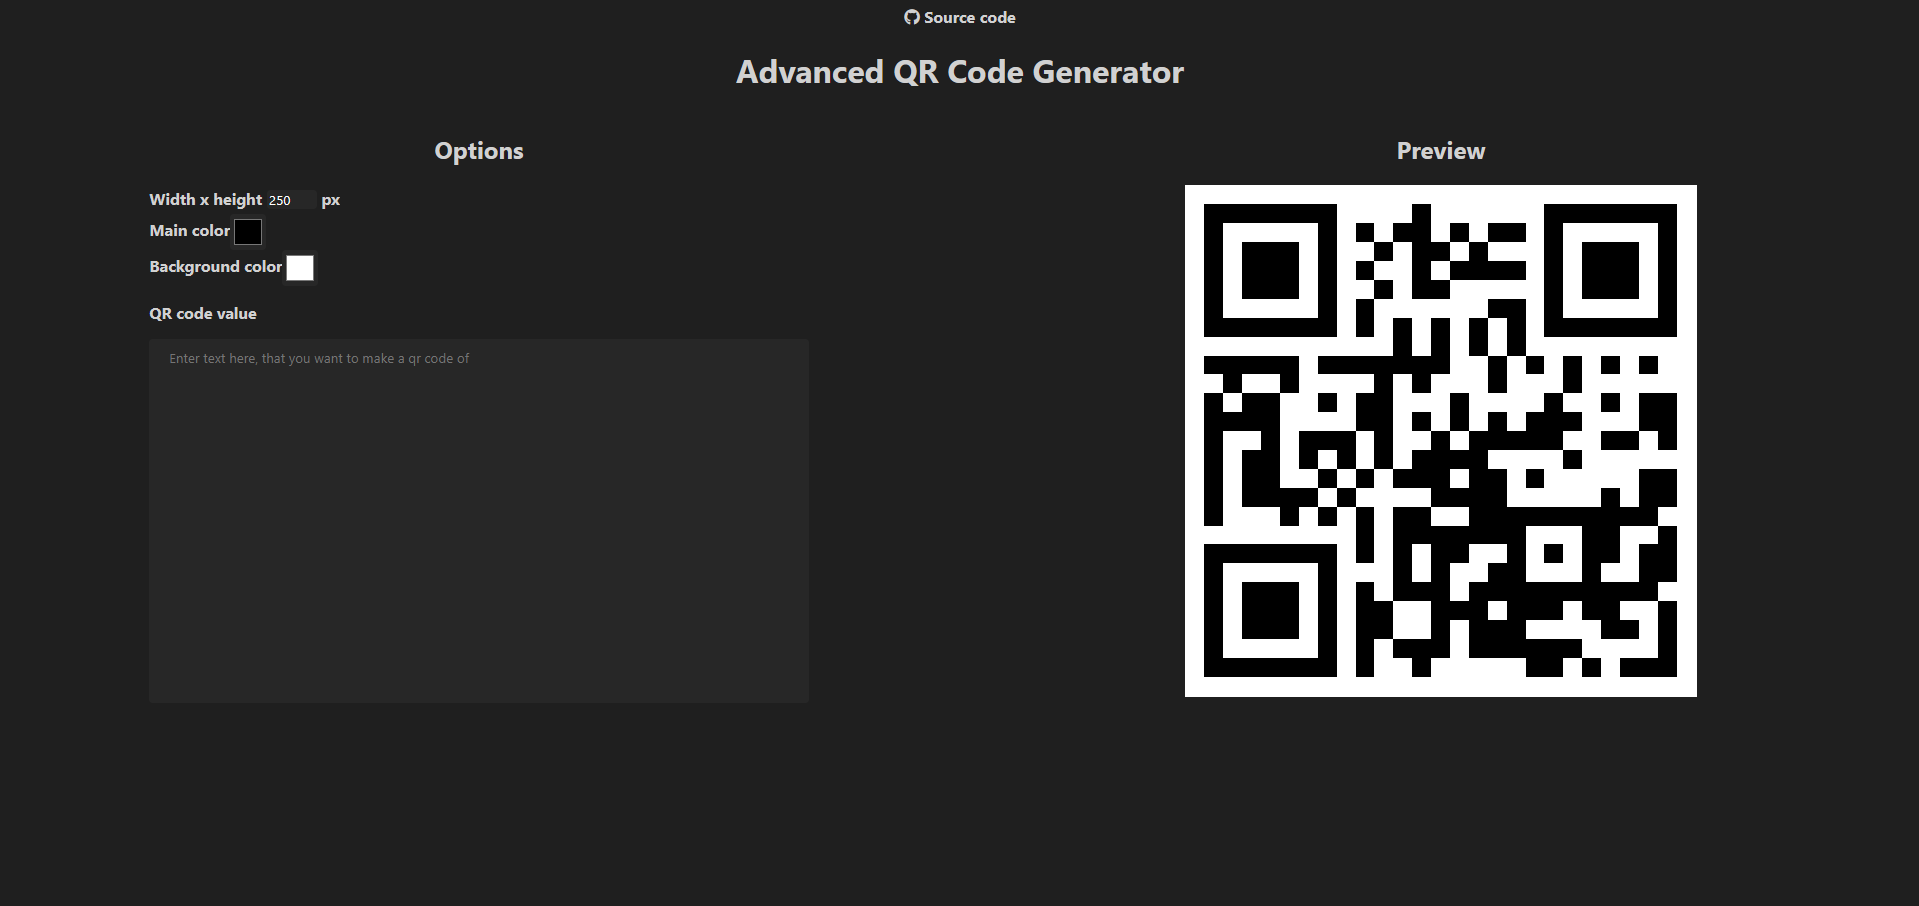 Source code
Advanced QR Code Generator
Options
Width x height 250 px
Main color
Background color
QR code value
Enter text here, that you want to make a qr code of
Preview